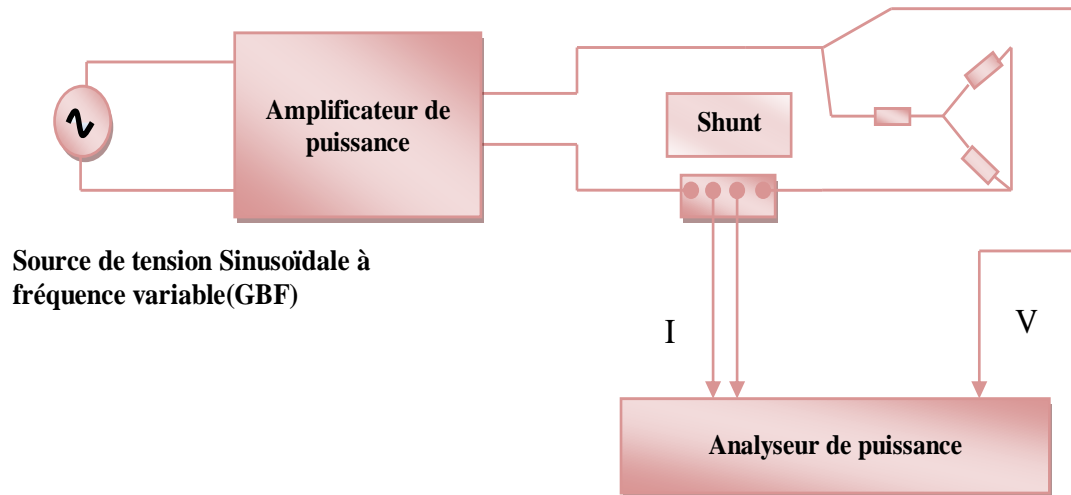 Amplificateur de
puissance
Shunt
Source de tension Sinusoïdale à
fréquence variable(GBF)
I
V
Analyseur de puissance